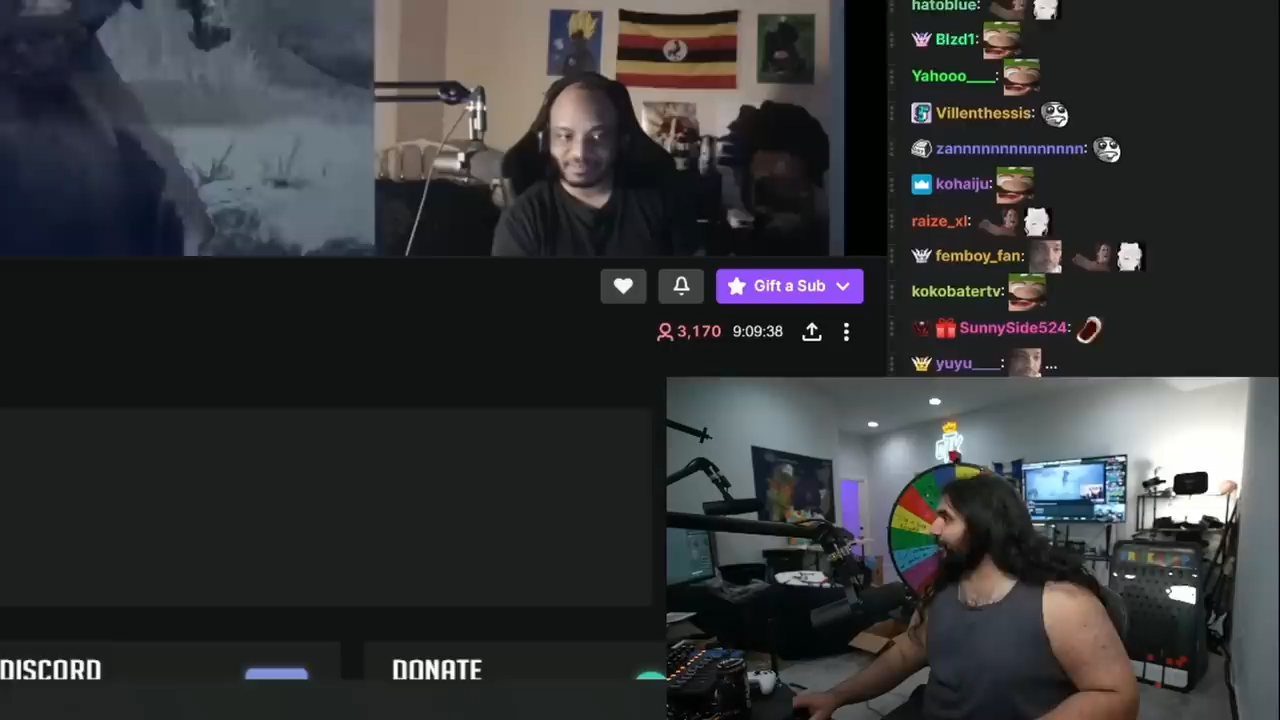 hatoblue:
Blzd1:
Yahooo___:
Villenthessis:
zannnnnnnnnnnnnn:
kohaiju:
raize_xl:
femboy_fan:
kokobatertv:
SunnySide524:
yuyu____: ...
Gift a Sub
3,170 9:09:38
DISCORD
DONATE